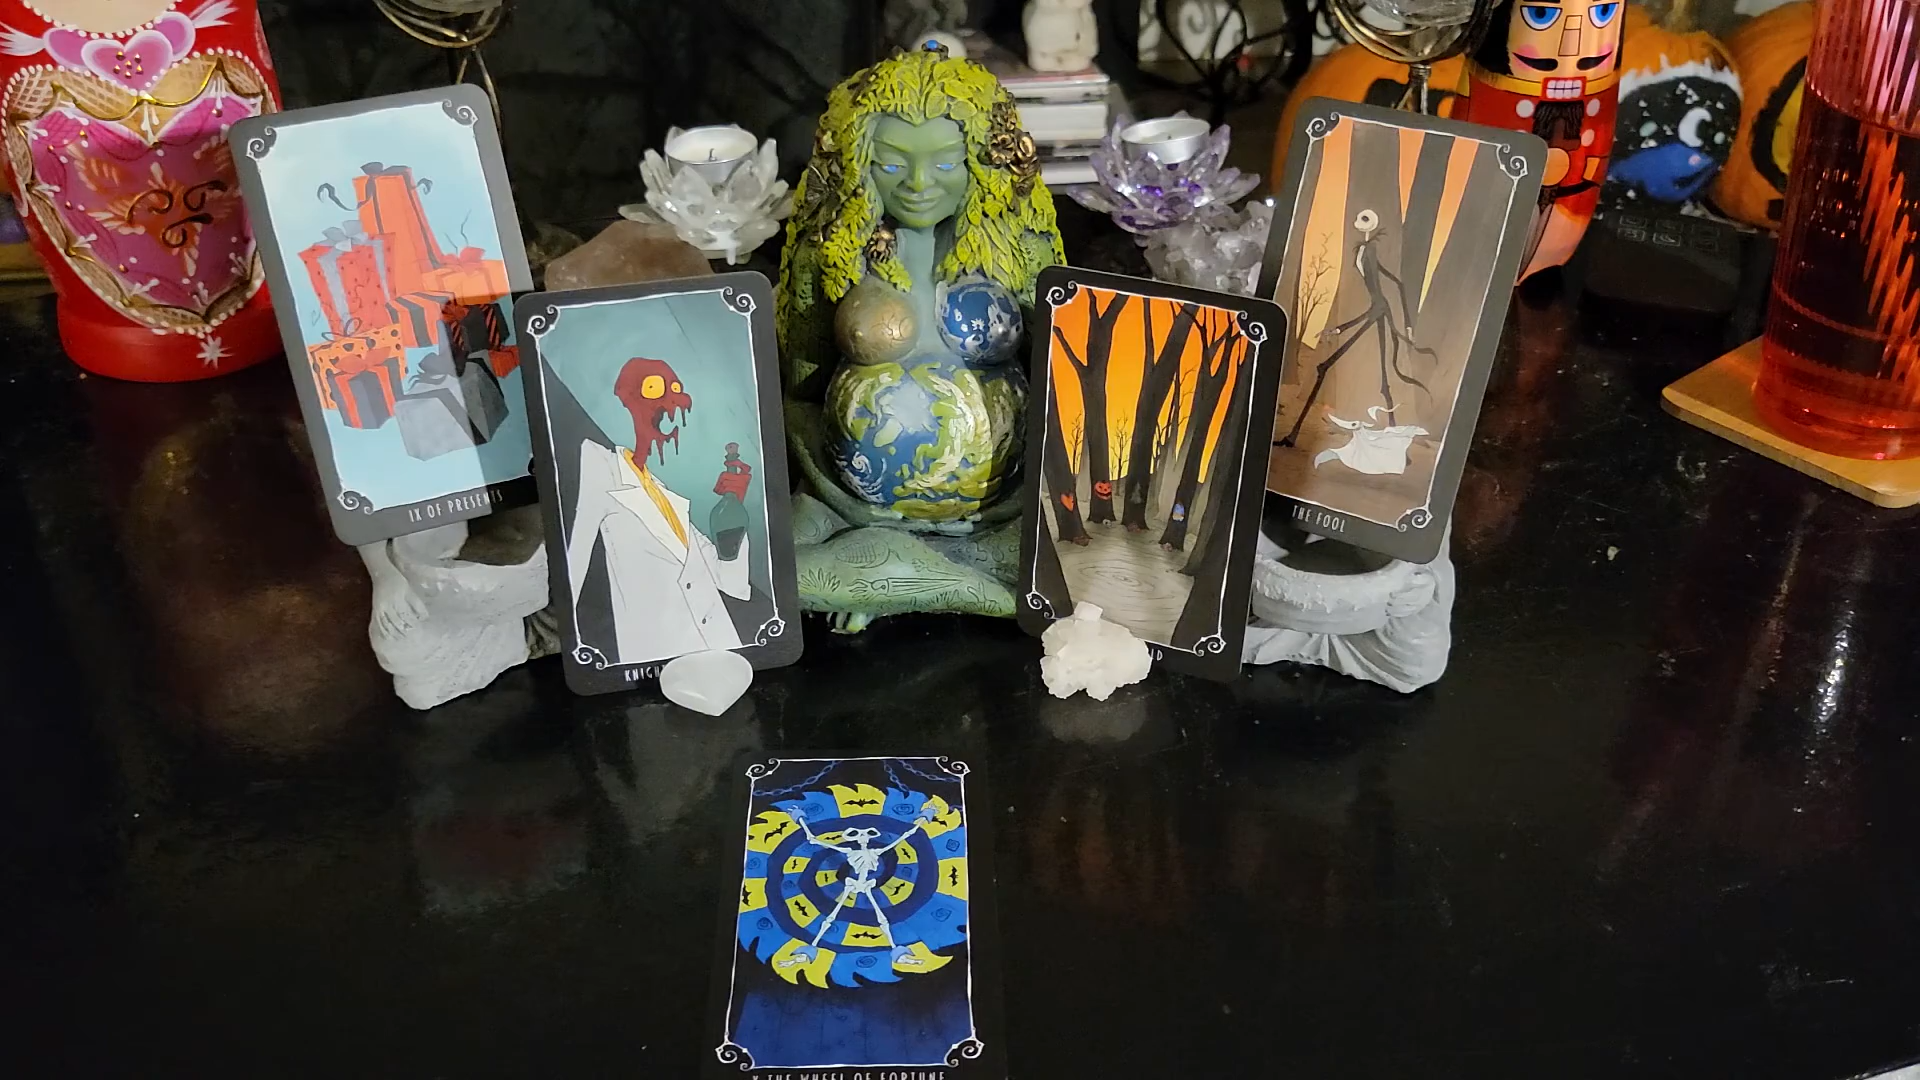 IX OF PRESENTS
THE FOOL
X THE WHEEL OF FORTUNE